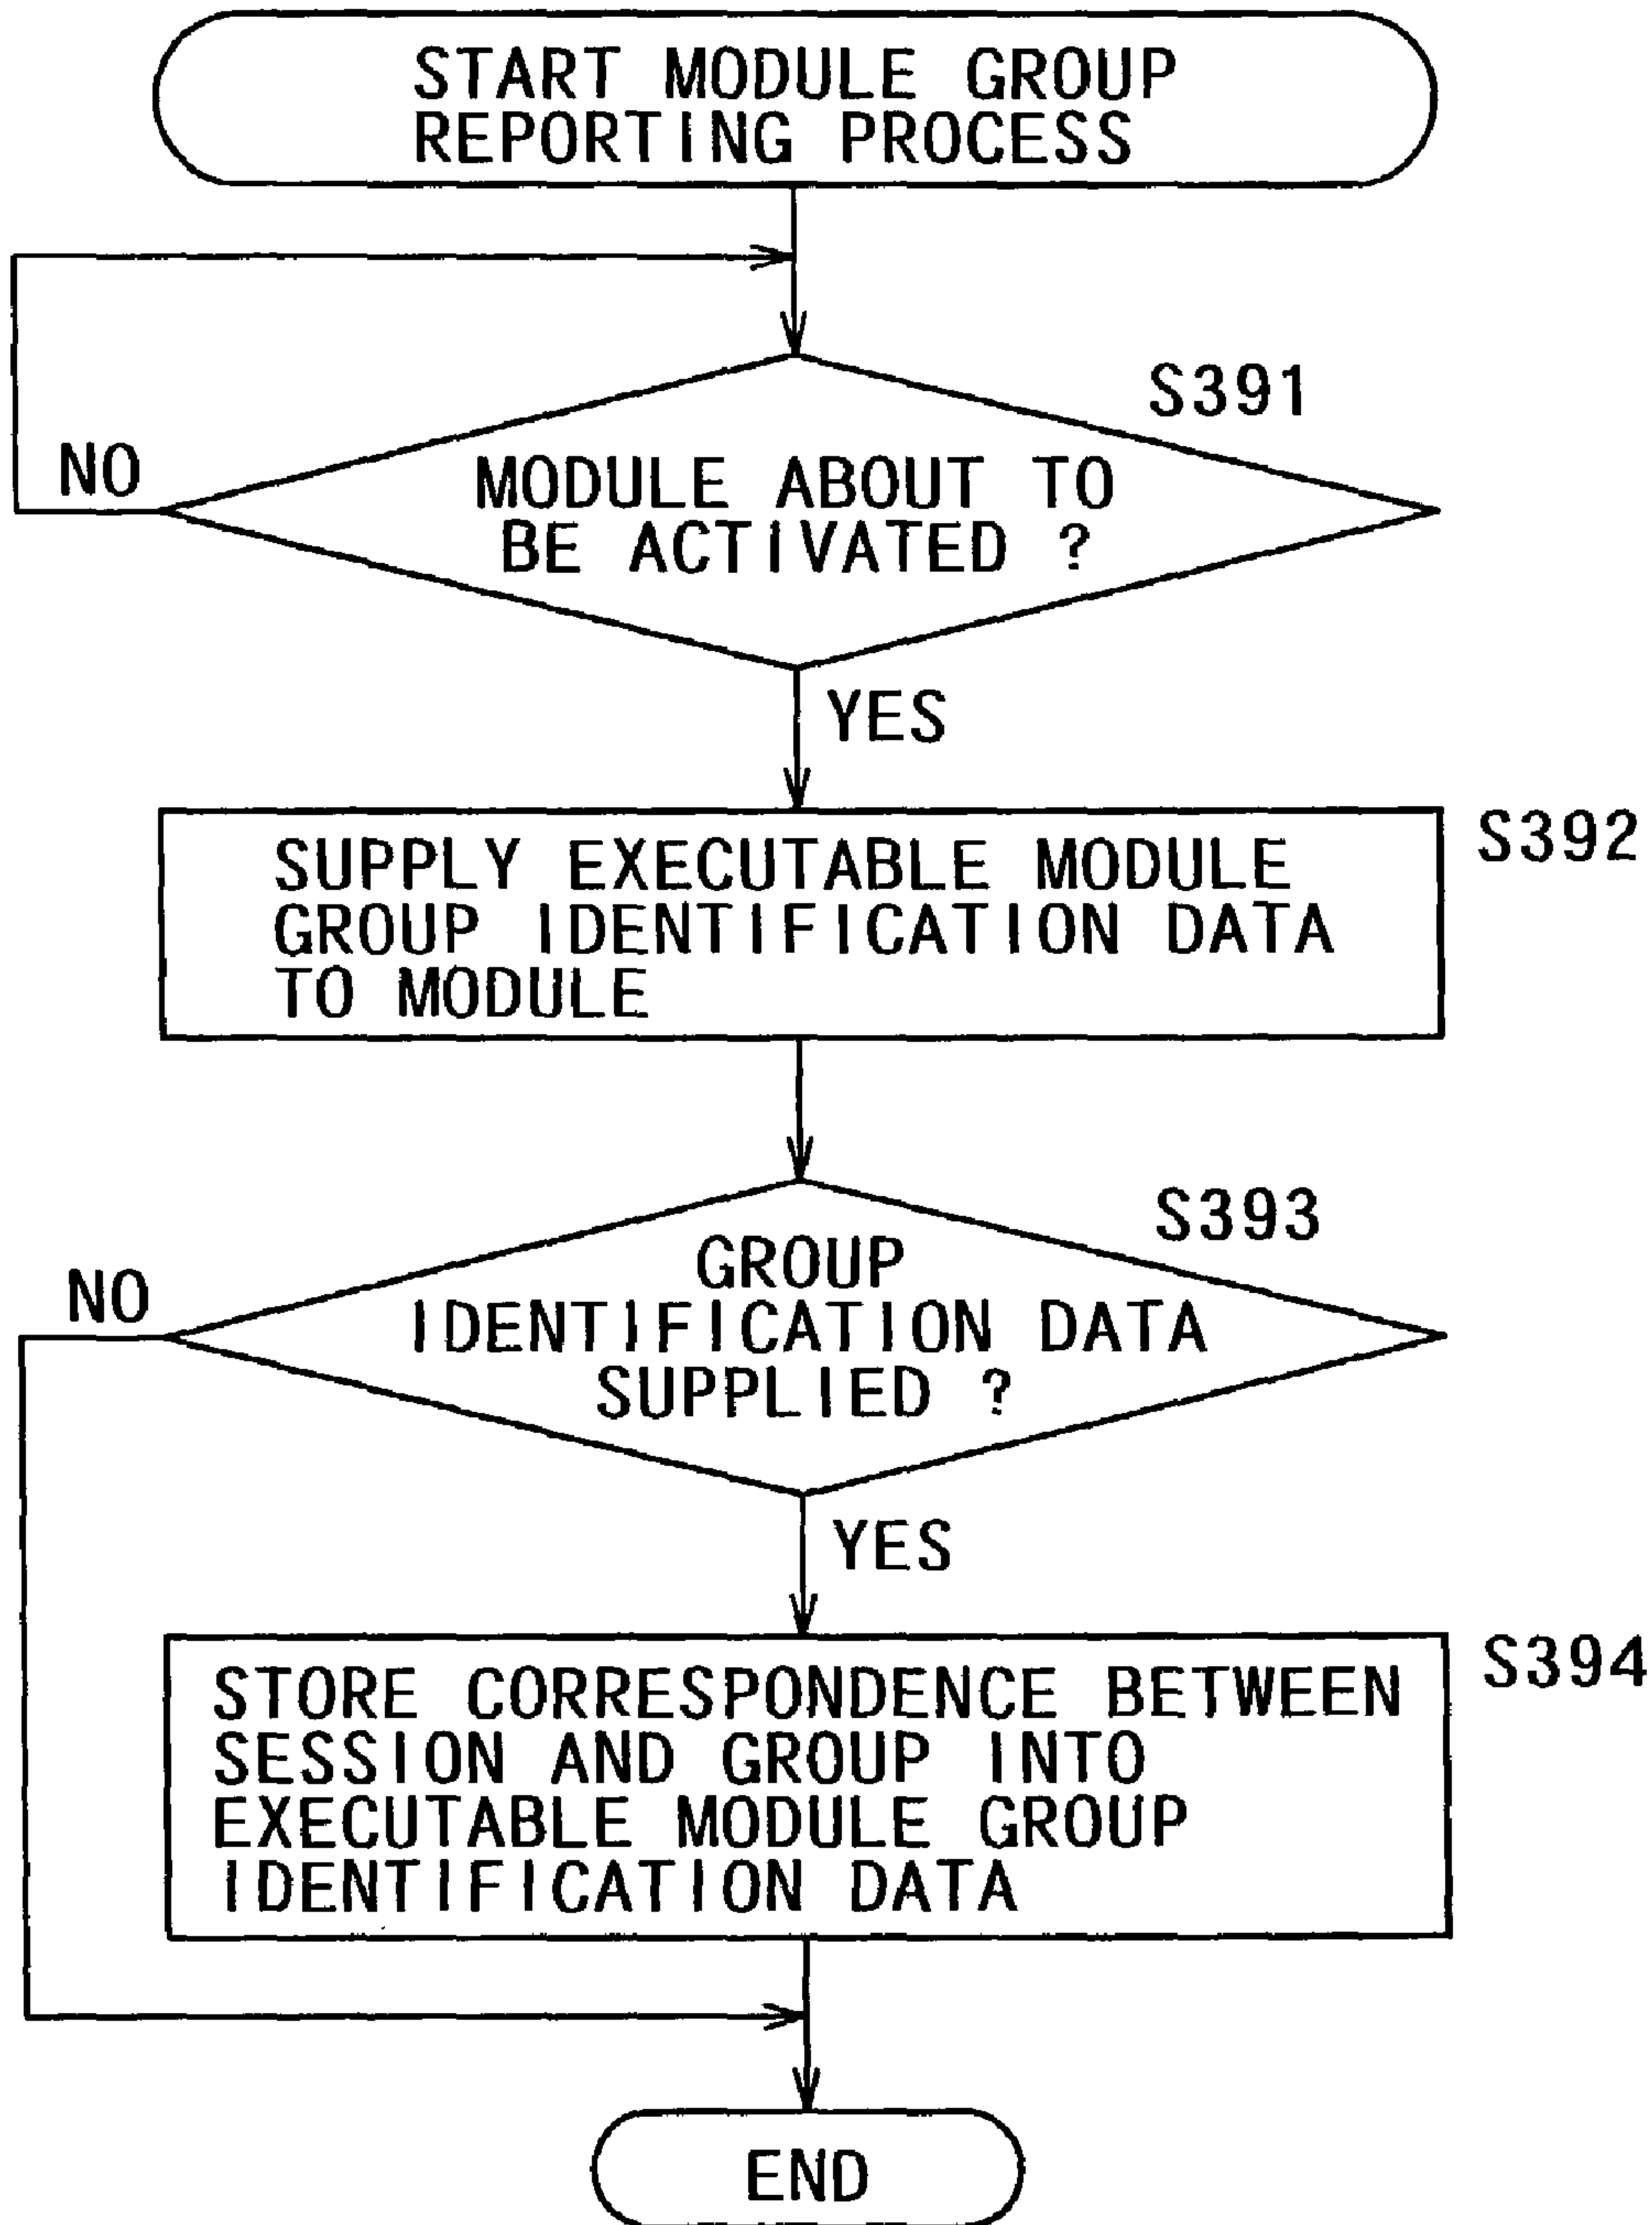 START MODULE GROUP
REPORTING PROCESS
S391
NO
MODULE ABOUT TO
BE ACTIVATED ?
YES
S392
SUPPLY EXECUTABLE MODULE
GROUP IDENTIFICATION DATA
TO MODULE
S393
NO
GROUP
IDENTIFICATION DATA
SUPPLIED ?
YES
S394
STORE CORRESPONDENCE BETWEEN
SESSION AND GROUP INTO
EXECUTABLE MODULE GROUP
IDENTIFICATION DATA
END